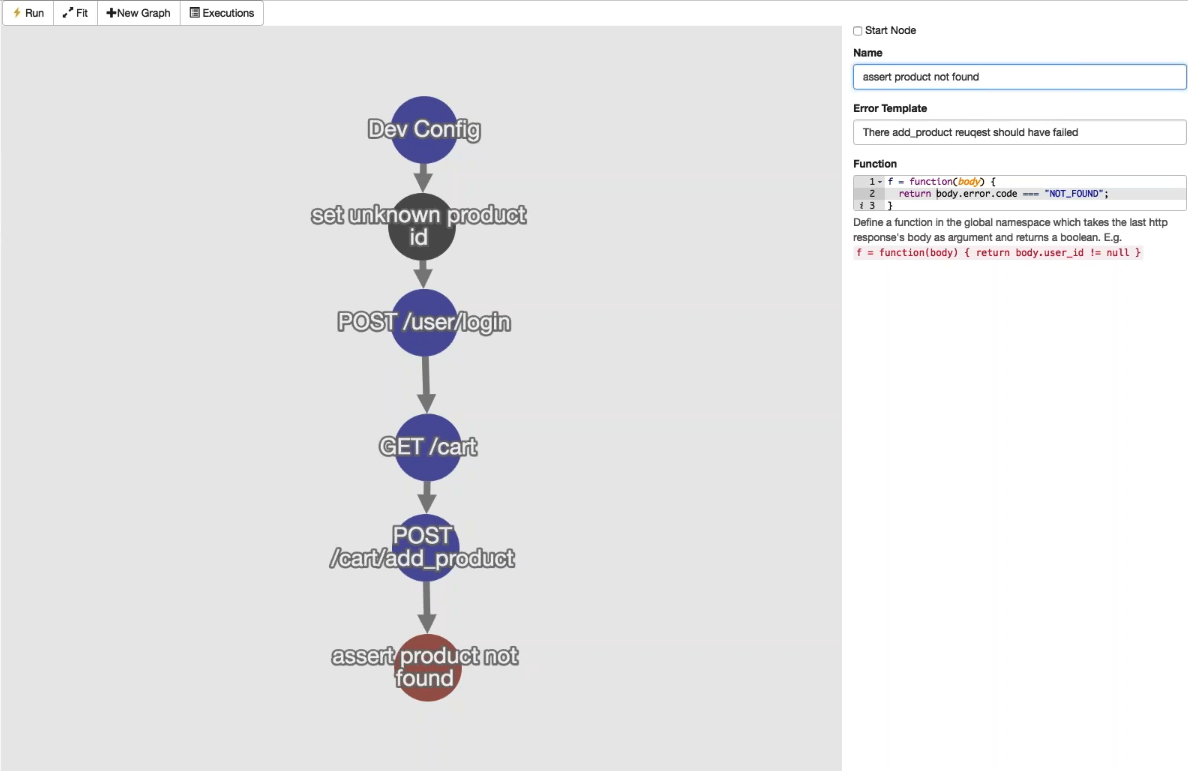 Run Fit New Graph Executions
Dev Config
set unknown product
id
POST /user/login
GET /cart
POST
/cart/add_product
assert product not
found
Start Node
Name
assert product not found
Error Template
There add_product reuqest should have failed
Function
1 f = function(body) {
2 return body.error.code === "NOT_FOUND";
i 3 }
Define a function in the global namespace which takes the last http
response's body as argument and returns a boolean. E.g.
f = function(body) { return body.user_id != null }